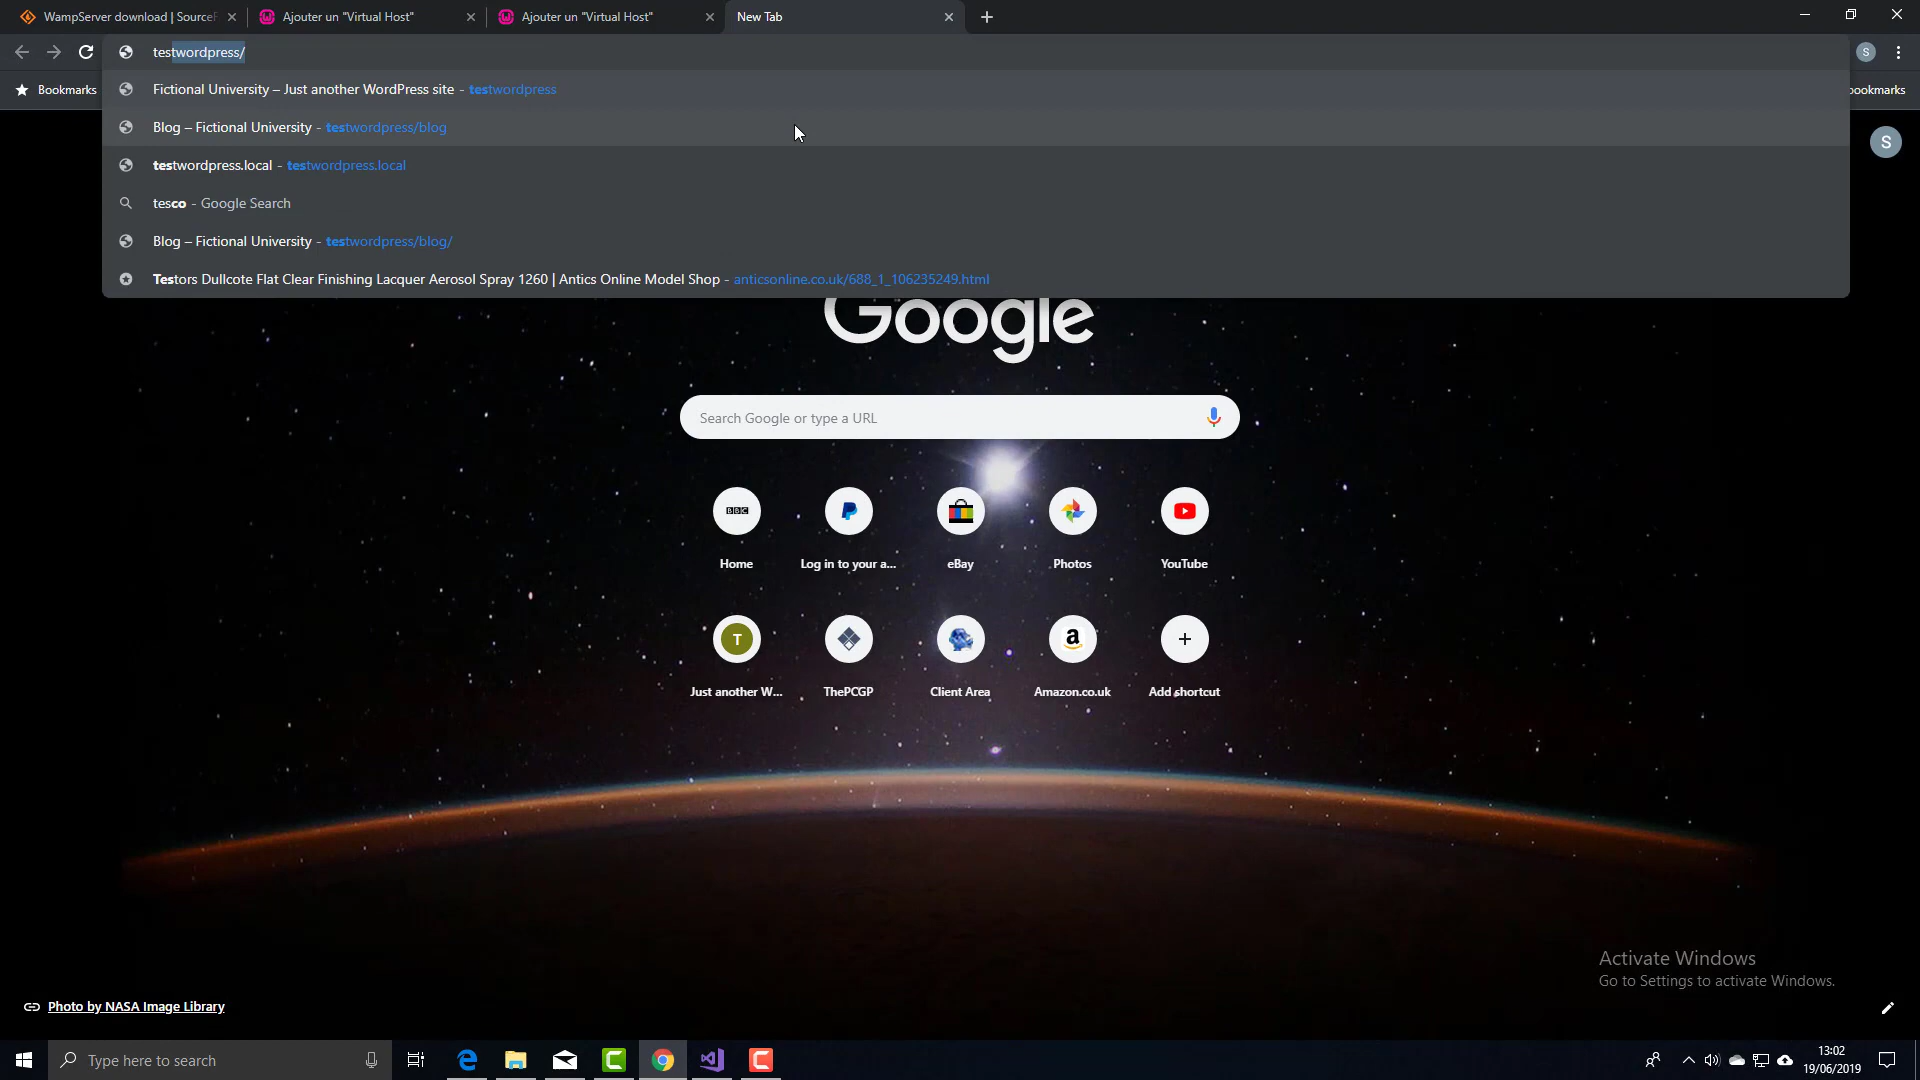 WampServer download | SourceF
Ajouter un "Virtual Host"
Ajouter un "Virtual Host"
New Tab
testwordpress/
S
Bookmarks
bookmarks
Fictional University – Just another WordPress site - testwordpress
Blog – Fictional University - testwordpress/blog
S
testwordpress.local - testwordpress.local
tesco - Google Search
Blog – Fictional University - testwordpress/blog/
Testors Dullcote Flat Clear Finishing Lacquer Aerosol Spray 1260 | Antics Online Model Shop - anticsonline.co.uk/688_1_106235249.html
Google
Search Google or type a URL
BBC
Home
Log in to your a...
eBay
Photos
YouTube
T
a
Just another W...
ThePCGP
Client Area
Amazon.co.uk
Add shortcut
Activate Windows
Go to Settings to activate Windows.
Photo by NASA Image Library
Type here to search
13:02
19/06/2019